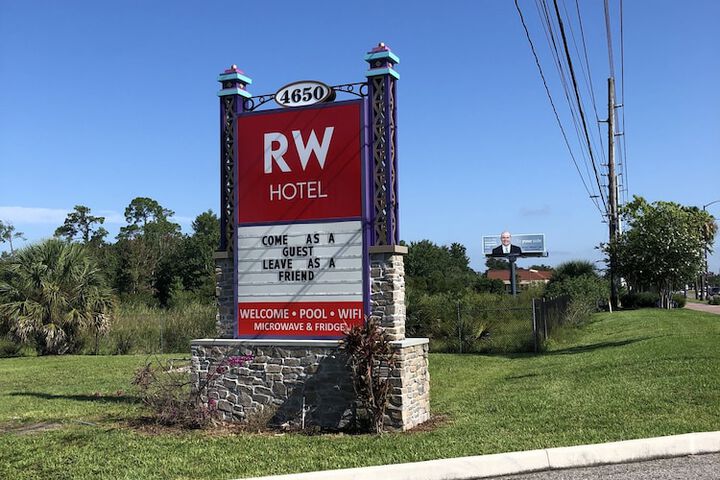 4650
RW
HOTEL
COME AS A
GUEST
LEAVE AS A
FRIEND
WELCOME • POOL • WIFI
MICROWAVE & FRIDGE